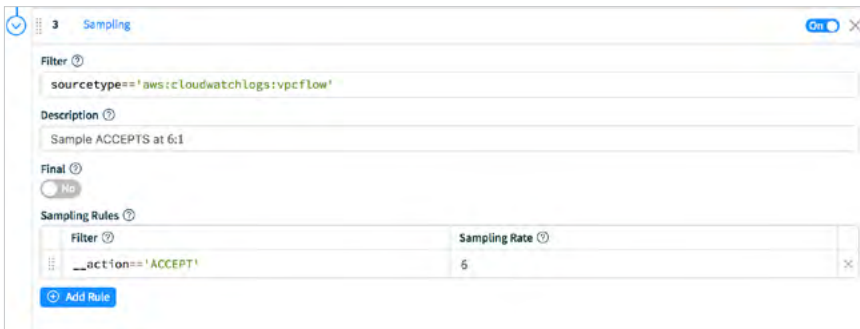 3 Sampling On
Filter
sourcetype=='aws:cloudwatchlogs:vpcflow'
Description
Sample ACCEPTS at 6:1
Final
No
Sampling Rules
Filter Sampling Rate
__action=='ACCEPT' 6
Add Rule